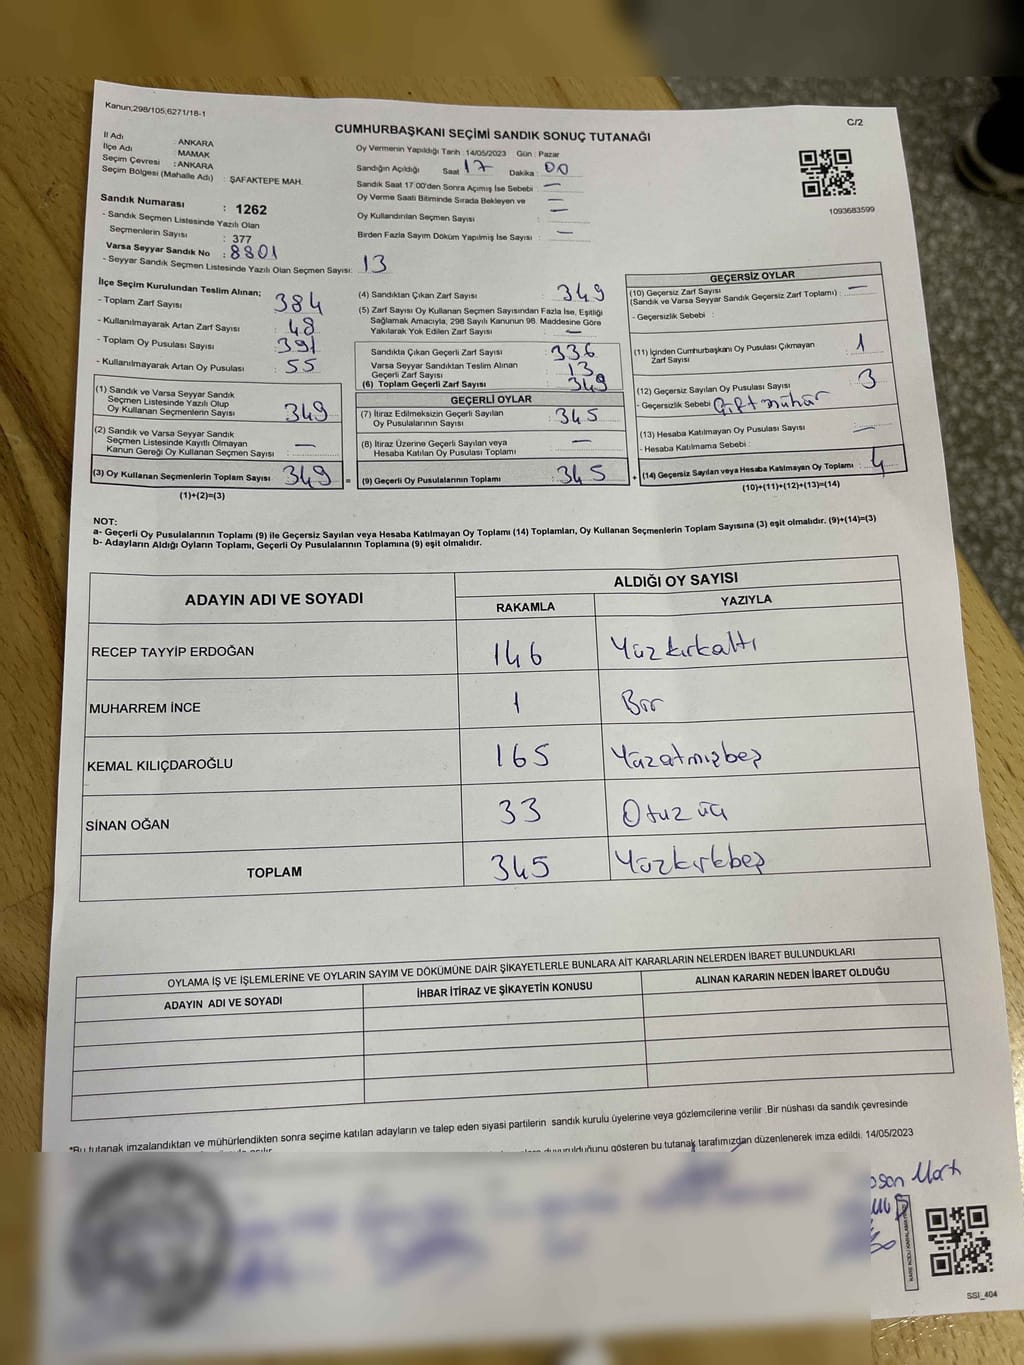 Kanun;298/105,6271/18-1
C/2
CUMHURBAŞKANI SEÇİMİ SANDIK SONUÇ TUTANAĞI
İl Adı : ANKARA
İlçe Adı : MAMAK
Seçim Çevresi : ANKARA
Seçim Bölgesi (Mahalle Adı) : ŞAFAKTEPE MAH.
Sandık Numarası : 1262
- Sandık Seçmen Listesinde Yazılı Olan
Seçmenlerin Sayısı : 377
Varsa Seyyar Sandık No : 8801
- Seyyar Sandık Seçmen Listesinde Yazılı Olan Seçmen Sayısı: 13
Oy Vermenin Yapıldığı Tarih :14/05/2023 Gün : Pazar
Sandığın Açıldığı Saat 17 Dakika : 00
Sandık Saat 17.00'den Sonra Açımış İse Sebebi : —
Oy Verme Saati Bitiminde Sırada Bekleyen ve —
Oy Kullandırılan Seçmen Sayısı : —
Birden Fazla Sayım Döküm Yapılmış İse Sayısı : —
1093683599
İlçe Seçim Kurulundan Teslim Alınan;
- Toplam Zarf Sayısı : 384
- Kullanılmayarak Artan Zarf Sayısı : 48
- Toplam Oy Pusulası Sayısı : 391
- Kullanılmayarak Artan Oy Pusulası : 55
(1) Sandık ve Varsa Seyyar Sandık
Seçmen Listesinde Yazılı Olup
Oy Kullanan Seçmenlerin Sayısı : 349
(2) Sandık ve Varsa Seyyar Sandık
Seçmen Listesinde Kayıtlı Olmayan
Kanun Gereği Oy Kullanan Seçmen Sayısı : —
(3) Oy Kullanan Seçmenlerin Toplam Sayısı : 349 =
(1)+(2)=(3)
(4) Sandıktan Çıkan Zarf Sayısı : 349
(5) Zarf Sayısı Oy Kullanan Seçmen Sayısından Fazla İse, Eşitliği
Sağlamak Amacıyla, 298 Sayılı Kanunun 98. Maddesine Göre
Yakılarak Yok Edilen Zarf Sayısı : —
Sandıkta Çıkan Geçerli Zarf Sayısı : 336
Varsa Seyyar Sandıktan Teslim Alınan
Geçerli Zarf Sayısı : 13
(6) Toplam Geçerli Zarf Sayısı : 349
GEÇERLİ OYLAR
(7) İtiraz Edilmeksizin Geçerli Sayılan
Oy Pusulalarının Sayısı : 345
(8) İtiraz Üzerine Geçerli Sayılan veya
Hesaba Katılan Oy Pusulası Toplamı : —
(9) Geçerli Oy Pusulalarının Toplamı : 345 +
GEÇERSİZ OYLAR
(10) Geçersiz Zarf Sayısı
(Sandık ve Varsa Seyyar Sandık Geçersiz Zarf Toplamı) : —
- Geçersizlik Sebebi :
(11) İçinden Cumhurbaşkanı Oy Pusulası Çıkmayan
Zarf Sayısı : 1
(12) Geçersiz Sayılan Oy Pusulası Sayısı : 3
- Geçersizlik Sebebi : Çift mühür
(13) Hesaba Katılmayan Oy Pusulası Sayısı : —
- Hesaba Katılmama Sebebi :
(14) Geçersiz Sayılan veya Hesaba Katılmayan Oy Toplamı : 4
(10)+(11)+(12)+(13)=(14)
NOT:
a- Geçerli Oy Pusulalarının Toplamı (9) ile Geçersiz Sayılan veya Hesaba Katılmayan Oy Toplamı (14) Toplamları, Oy Kullanan Seçmenlerin Toplam Sayısına (3) eşit olmalıdır. (9)+(14)=(3)
b- Adayların Aldığı Oyların Toplamı, Geçerli Oy Pusulalarının Toplamına (9) eşit olmalıdır.
ADAYIN ADI VE SOYADI
ALDIĞI OY SAYISI
RAKAMLA YAZIYLA
RECEP TAYYİP ERDOĞAN 146 Yüzkırkaltı
MUHARREM İNCE 1 Bir
KEMAL KILIÇDAROĞLU 165 Yüzatmışbeş
SİNAN OĞAN 33 Otuz üç
TOPLAM 345 Yüzkırkbeş
OYLAMA İŞ VE İŞLEMLERİNE VE OYLARIN SAYIM VE DÖKÜMÜNE DAİR ŞİKAYETLERLE BUNLARA AİT KARARLARIN NELERDEN İBARET BULUNDUKLARI
ADAYIN ADI VE SOYADI İHBAR İTİRAZ VE ŞİKAYETİN KONUSU ALINAN KARARIN NEDEN İBARET OLDUĞU
*Bu tutanak imzalandıktan ve mühürlendikten sonra seçime katılan adayların ve talep eden siyasi partilerin sandık kurulu üyelerine veya gözlemcilerine verilir .Bir nüshası da sandık çevresinde
duyurulduğunu gösteren bu tutanak tarafımızdan düzenlenerek imza edildi. 14/05/2023
SSI_404